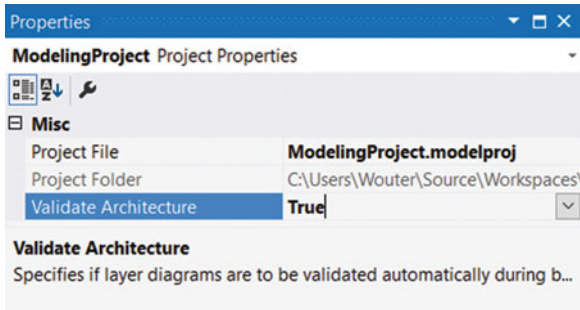 Properties
ModelingProject Project Properties
Misc
Project File ModelingProject.modelproj
Project Folder C:\Users\Wouter\Source\Workspaces\
Validate Architecture True
Validate Architecture
Specifies if layer diagrams are to be validated automatically during b...